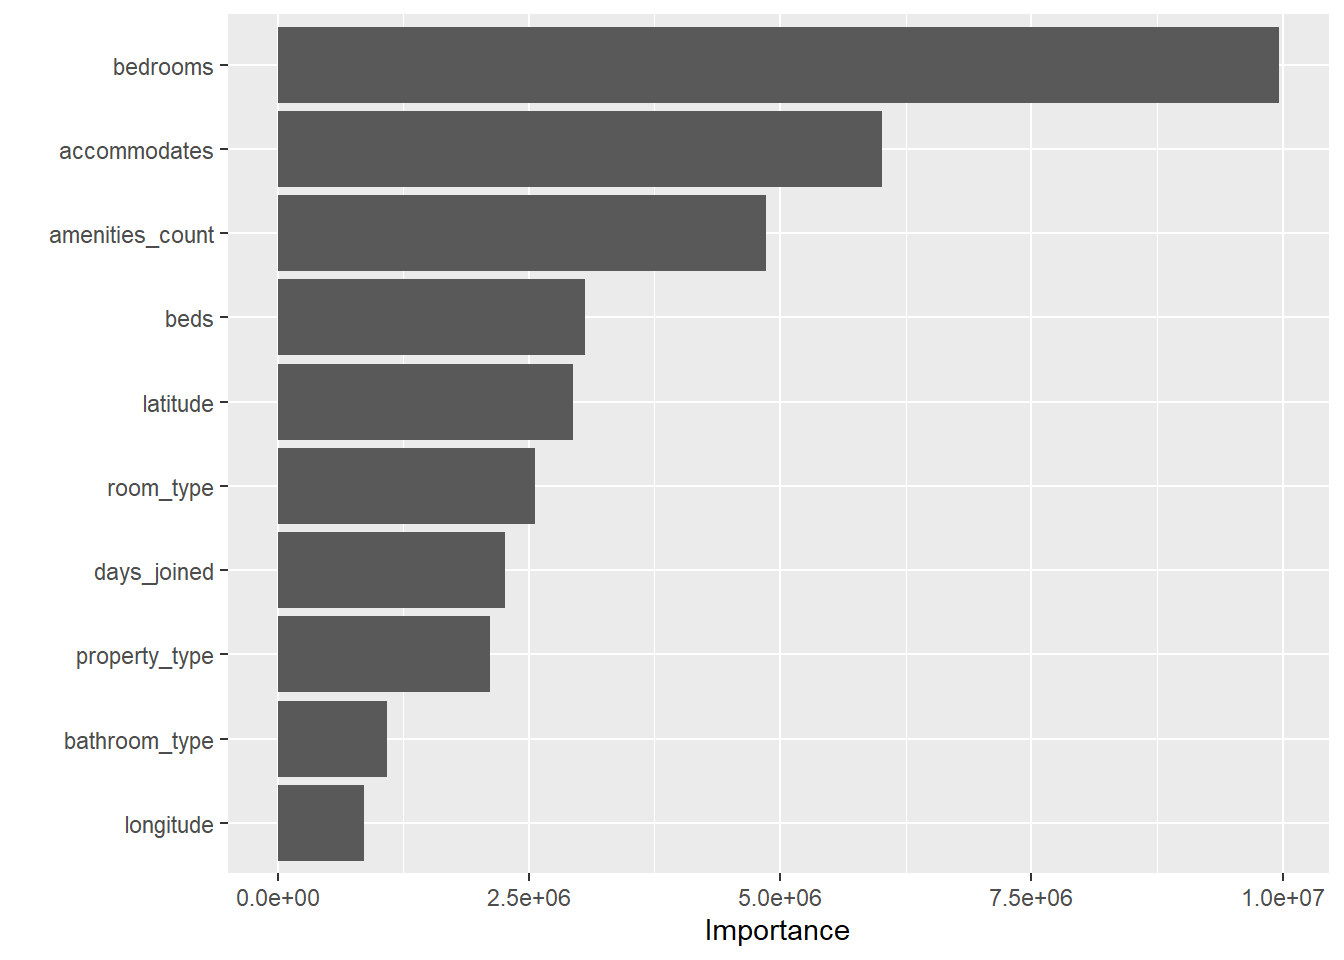 bedrooms
accommodates
amenities_count
beds
latitude
room_type
days_joined
property_type
bathroom_type
longitude
0.0e+00 2.5e+06 5.0e+06 7.5e+06 1.0e+07
Importance